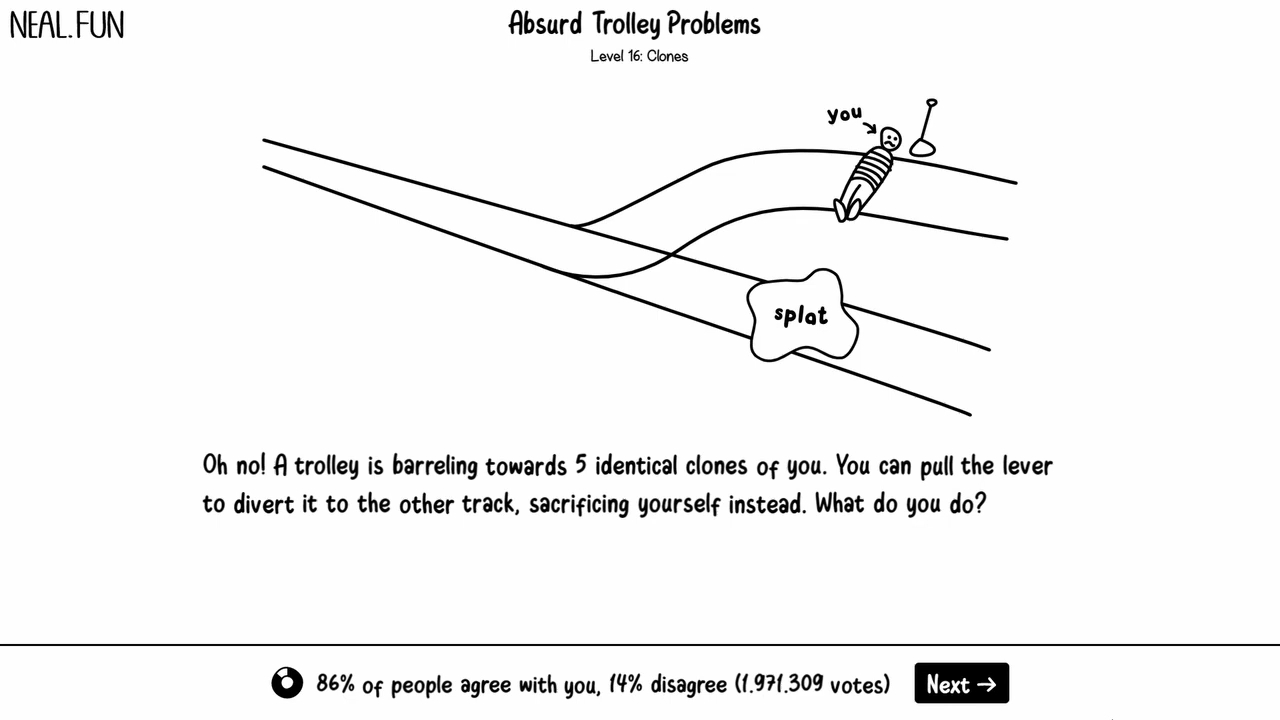 NEAL.FUN
Absurd Trolley Problems
Level 16: Clones
you
splat
Oh no! A trolley is barreling towards 5 identical clones of you. You can pull the lever
to divert it to the other track, sacrificing yourself instead. What do you do?
86% of people agree with you, 14% disagree (1.971.309 votes)
Next →